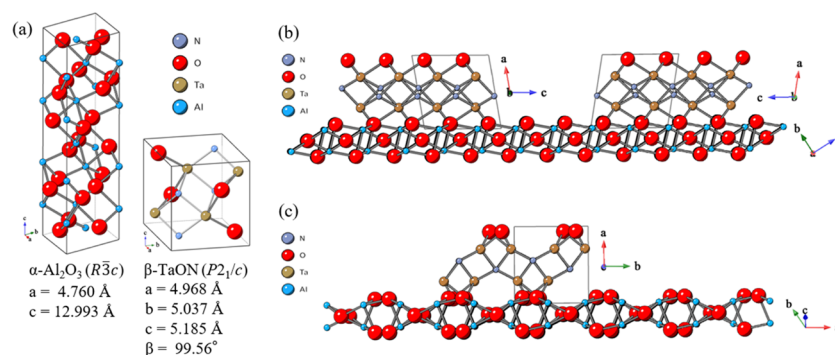 (a)
N
O
Ta
Al
c
b
a
c
b
a
α-Al₂O₃ (R3̅c)
a = 4.760 Å
c = 12.993 Å
β-TaON (P2₁/c)
a = 4.968 Å
b = 5.037 Å
c = 5.185 Å
β = 99.56°
(b)
N
O
Ta
Al
a
b
c
a
c
b
b
(c)
N
O
Ta
Al
a
b
b
c